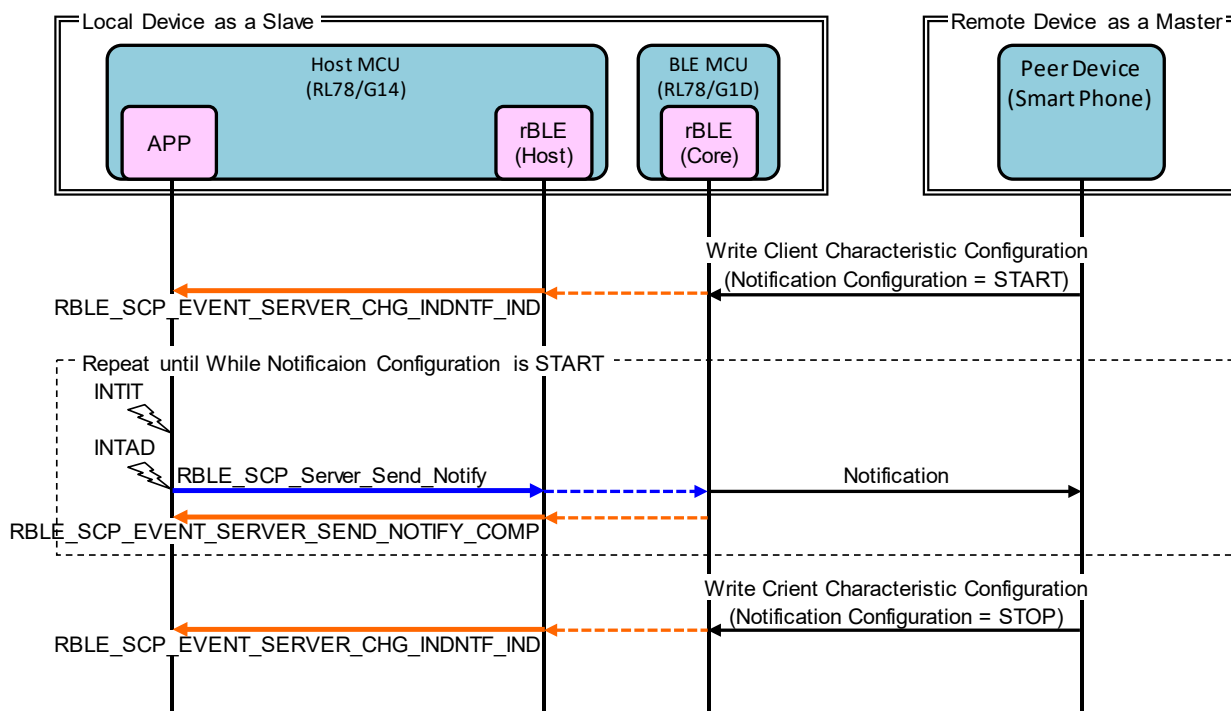 Local Device as a Slave
Remote Device as a Master
Host MCU
(RL78/G14)
BLE MCU
(RL78/G1D)
Peer Device
(Smart Phone)
APP
rBLE
(Host)
rBLE
(Core)
Write Client Characteristic Configuration
(Notification Configuration = START)
RBLE_SCP_EVENT_SERVER_CHG_INDNTF_IND
Repeat until While Notificaion Configuration is START
INTIT
INTAD
RBLE_SCP_Server_Send_Notify
Notification
RBLE_SCP_EVENT_SERVER_SEND_NOTIFY_COMP
Write Crient Characteristic Configuration
(Notification Configuration = STOP)
RBLE_SCP_EVENT_SERVER_CHG_INDNTF_IND